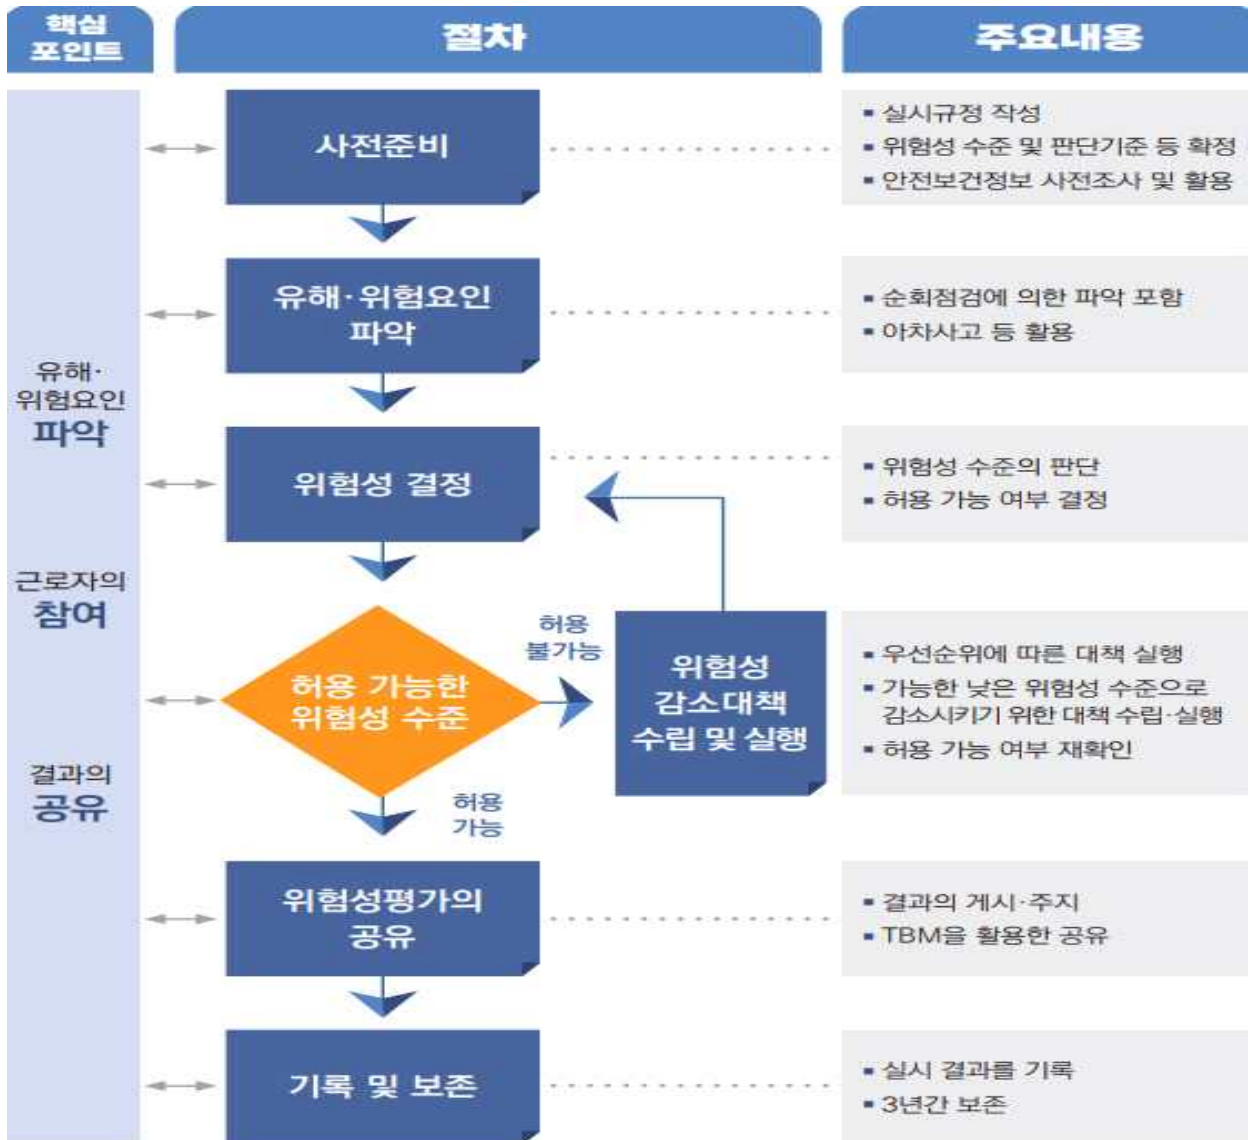 핵심
포인트
절차
주요내용
유해·
위험요인
파악
근로자의
참여
결과의
공유
사전준비
▪ 실시규정 작성
▪ 위험성 수준 및 판단기준 등 확정
▪ 안전보건정보 사전조사 및 활용
유해·위험요인
파악
▪ 순회점검에 의한 파악 포함
▪ 아차사고 등 활용
위험성 결정
▪ 위험성 수준의 판단
▪ 허용 가능 여부 결정
허용 가능한
위험성 수준
허용
불가능
위험성
감소대책
수립 및 실행
▪ 우선순위에 따른 대책 실행
▪ 가능한 낮은 위험성 수준으로
감소시키기 위한 대책 수립·실행
▪ 허용 가능 여부 재확인
허용
가능
위험성평가의
공유
▪ 결과의 게시·주지
▪ TBM을 활용한 공유
기록 및 보존
▪ 실시 결과를 기록
▪ 3년간 보존